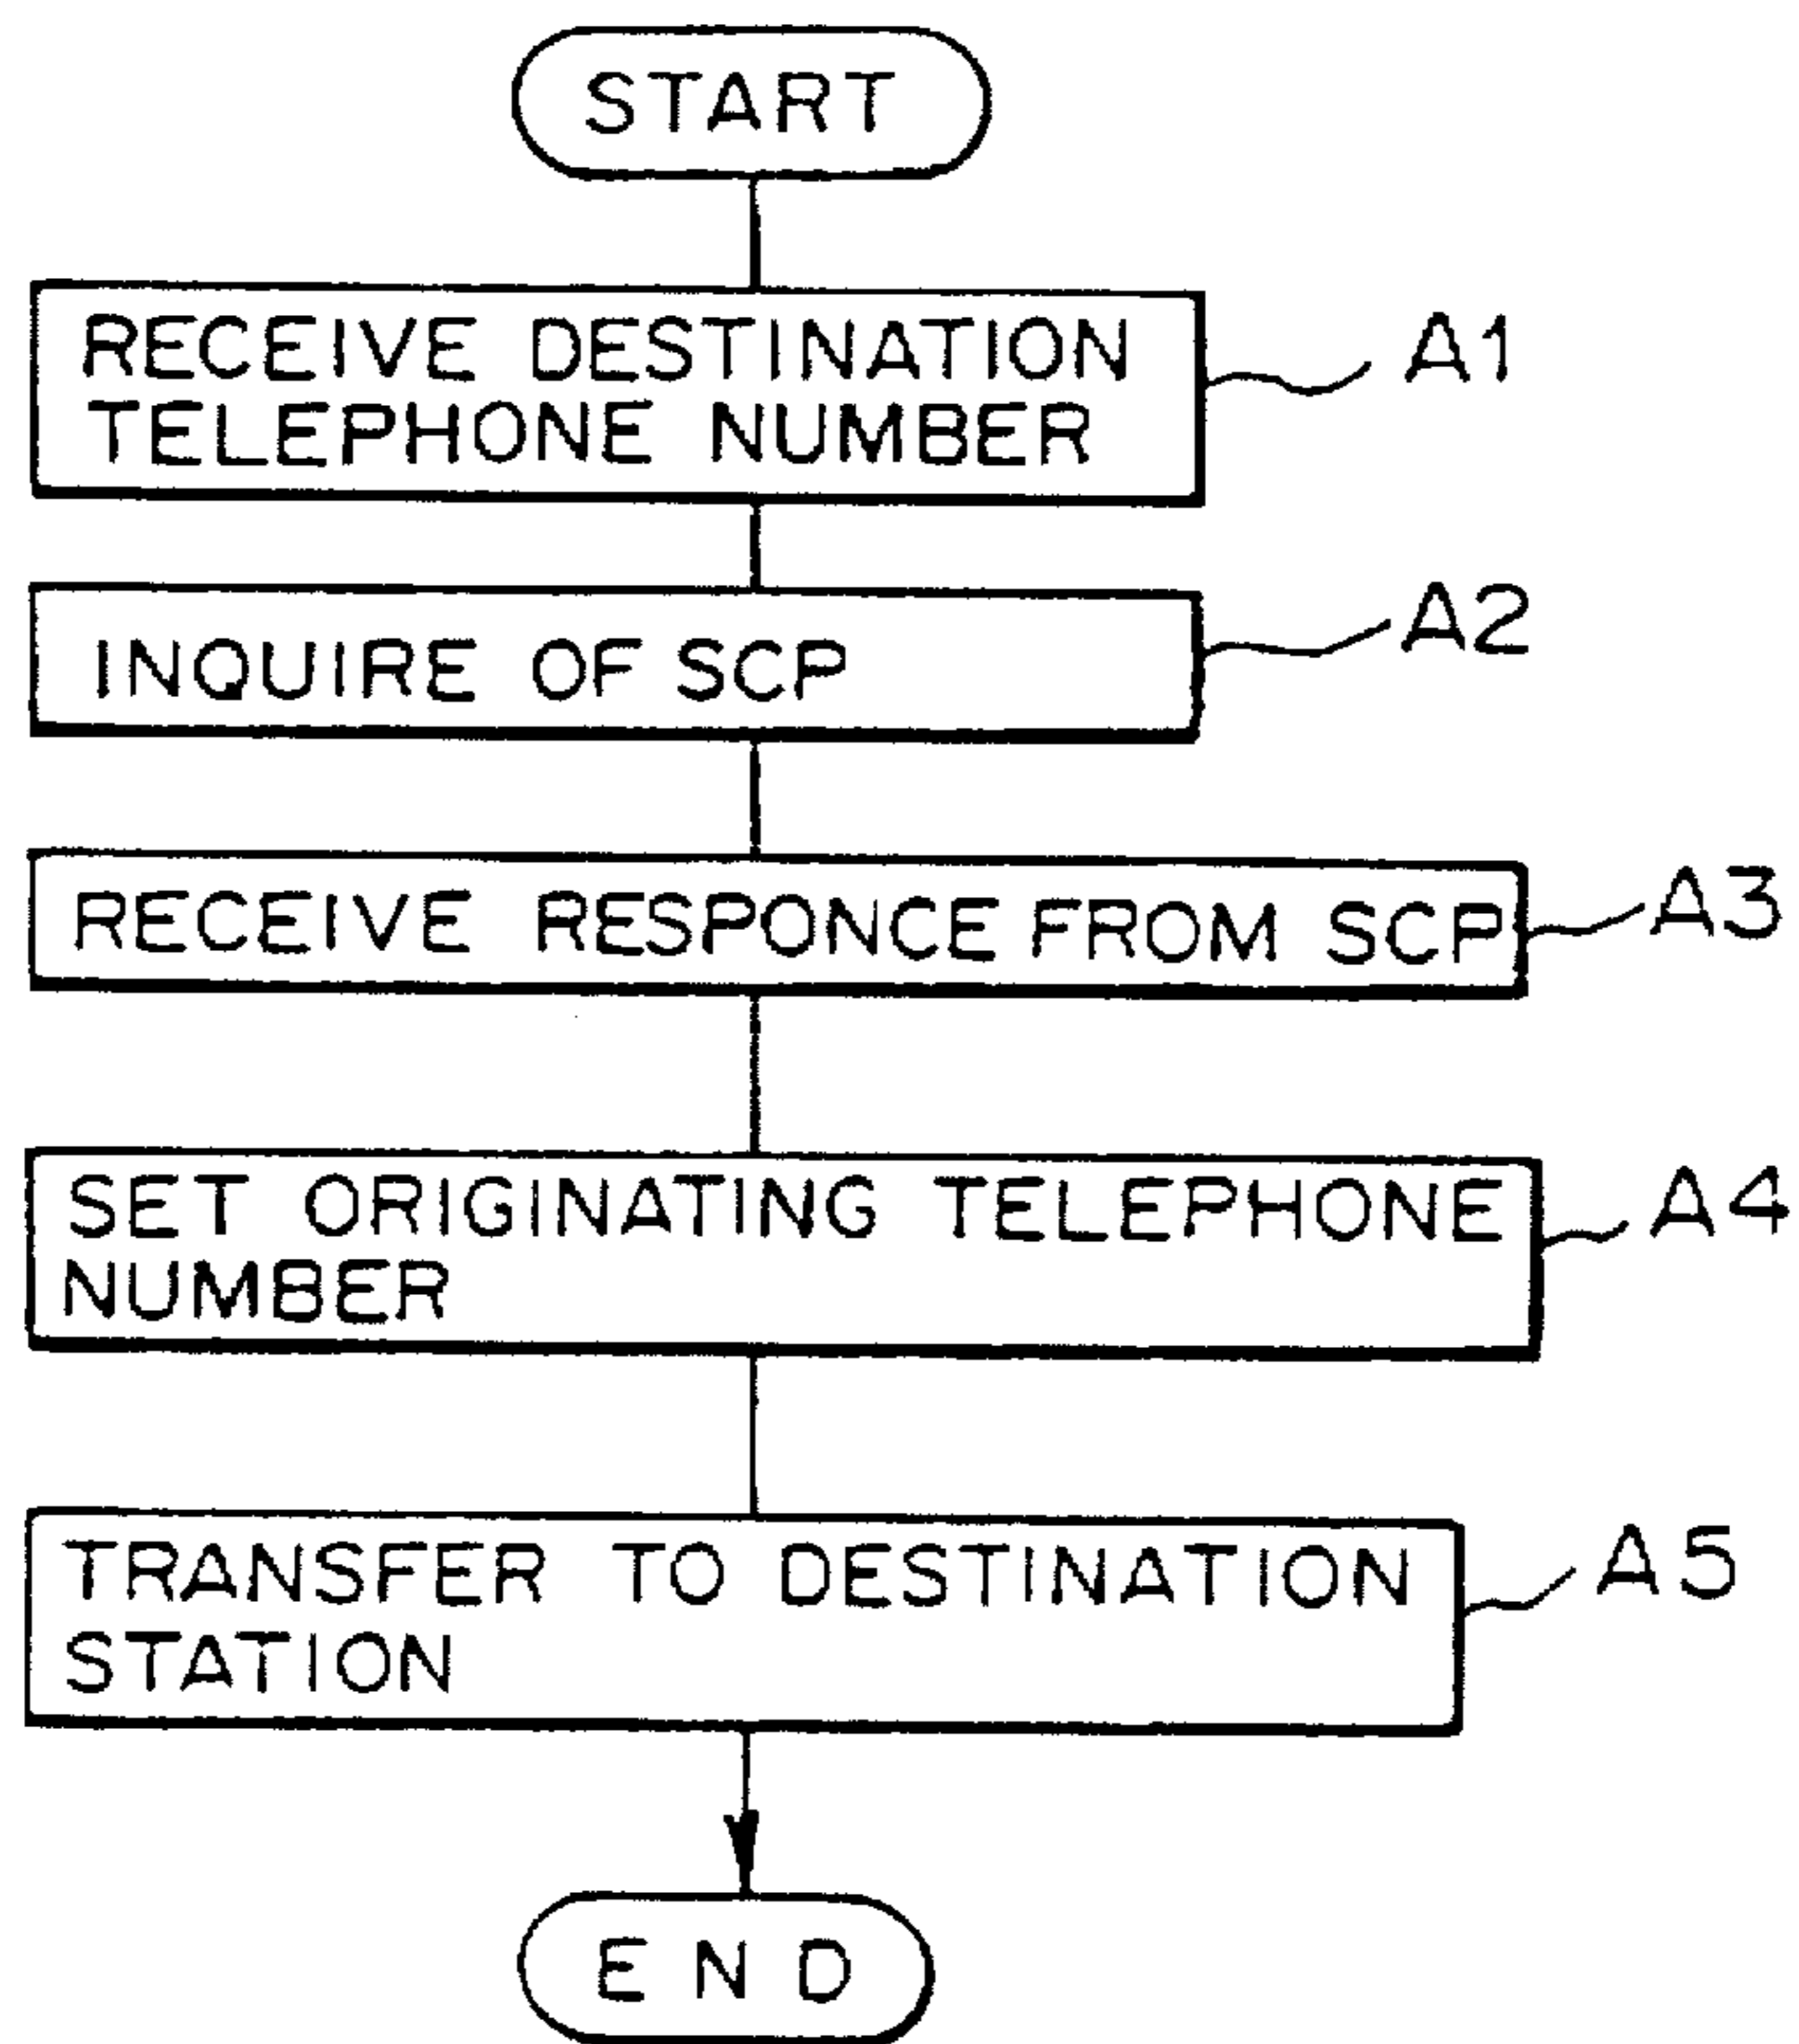 START
RECEIVE DESTINATION
TELEPHONE NUMBER
A1
INQUIRE OF SCP
A2
RECEIVE RESPONCE FROM SCP
A3
SET ORIGINATING TELEPHONE
NUMBER
A4
TRANSFER TO DESTINATION
STATION
A5
END